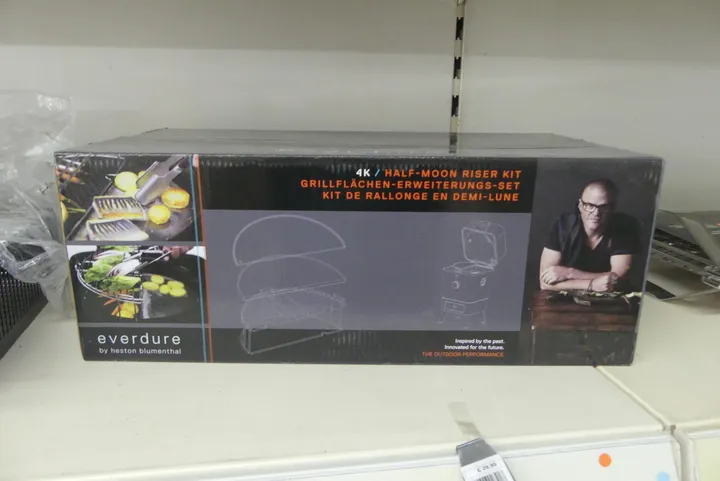 4K / HALF-MOON RISER KIT
GRILLFLÄCHEN-ERWEITERUNGS-SET
KIT DE RALLONGE EN DEMI-LUNE
everdure
by heston blumenthal
Inspired by the past.
Innovated for the future.
THE OUTDOOR PERFORMANCE